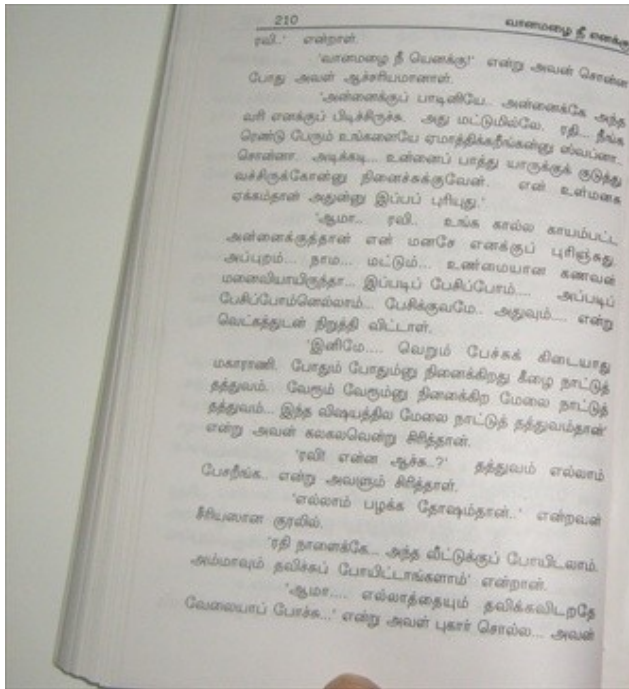 210 வானமழை நீ எனக்கு
ரவி..' என்றாள்.
'வானமழை நீ யெனக்கு!' என்று அவன் சொன்ன
போது அவள் ஆச்சரியமானாள்.
'அன்னைக்குப் பாடினியே.. அன்னைக்கே அந்த
வரி எனக்குப் பிடிச்சிருச்சு. அது மட்டுமில்லே. ரதி... நீங்க
ரெண்டு பேரும் உங்களையே ஏமாத்திக்கறீங்கன்னு ஸ்வப்னா..
சொன்னா. அடிக்கடி... உன்னைப் பாத்து யாருக்குக் குடுத்து
வச்சிருக்கோன்னு நினைச்சுக்குவேன். என் உள்மனசு
ஏக்கம்தான் அதுன்னு இப்பப் புரியுது.'
'ஆமா.. ரவி.. உங்க கால்ல காயம்பட்ட
அன்னைக்குத்தான் என் மனசே எனக்குப் புரிஞ்சுது.
அப்புறம்... நாம... மட்டும்... உண்மையான கணவன்
மனைவியாயிருந்தா... இப்படிப் பேசிப்போம்.... அப்படிப்
பேசிப்போம்னெல்லாம்... பேசிக்குவமே.. அதுவும்.... என்று
வெட்கத்துடன் நிறுத்தி விட்டாள்.
'இனிமே.... வெறும் பேச்சுக் கிடையாது
மகாராணி. போதும் போதும்னு நினைக்கிறது கீழை நாட்டுத்
தத்துவம். வேரும் வேரும்னு நினைக்கிற மேலை நாட்டுத்
தத்துவம்... இந்த விஷயத்தில மேலை நாட்டுத் தத்துவம்தான்'
என்று அவன் கலகலவென்று சிரித்தான்.
'ரவி! என்ன ஆச்சு..?' தத்துவம் எல்லாம்
பேசறீங்க.. என்று அவளும் சிரித்தாள்.
'எல்லாம் பழக்க தோஷம்தான்..' என்றவன்
சீரியஸான குரலில்.
'ரதி நாளைக்கே... அந்த வீட்டுக்குப் போயிடலாம்.
அம்மாவும் தவிச்சுப் போயிட்டாங்களாம்' என்றான்.
'ஆமா.... எல்லாத்தையும் தவிக்கவிடறதே
வேலையாப் போச்சு...' என்று அவள் புகார் சொல்ல... அவன்